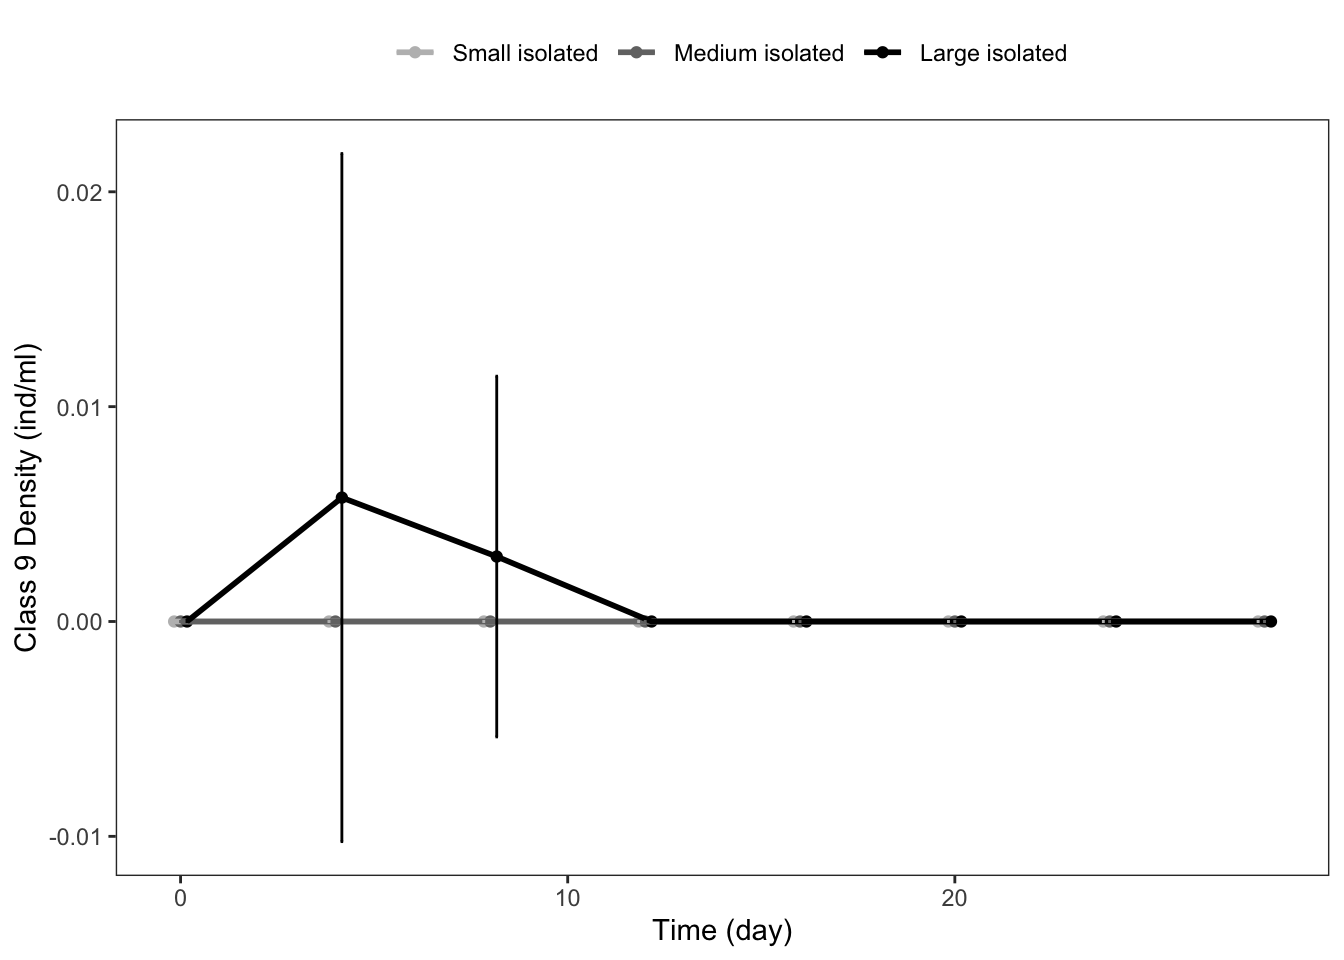 Small isolated Medium isolated Large isolated
Class 9 Density (ind/ml)
0.02
0.01
0.00
-0.01
0 10 20
Time (day)